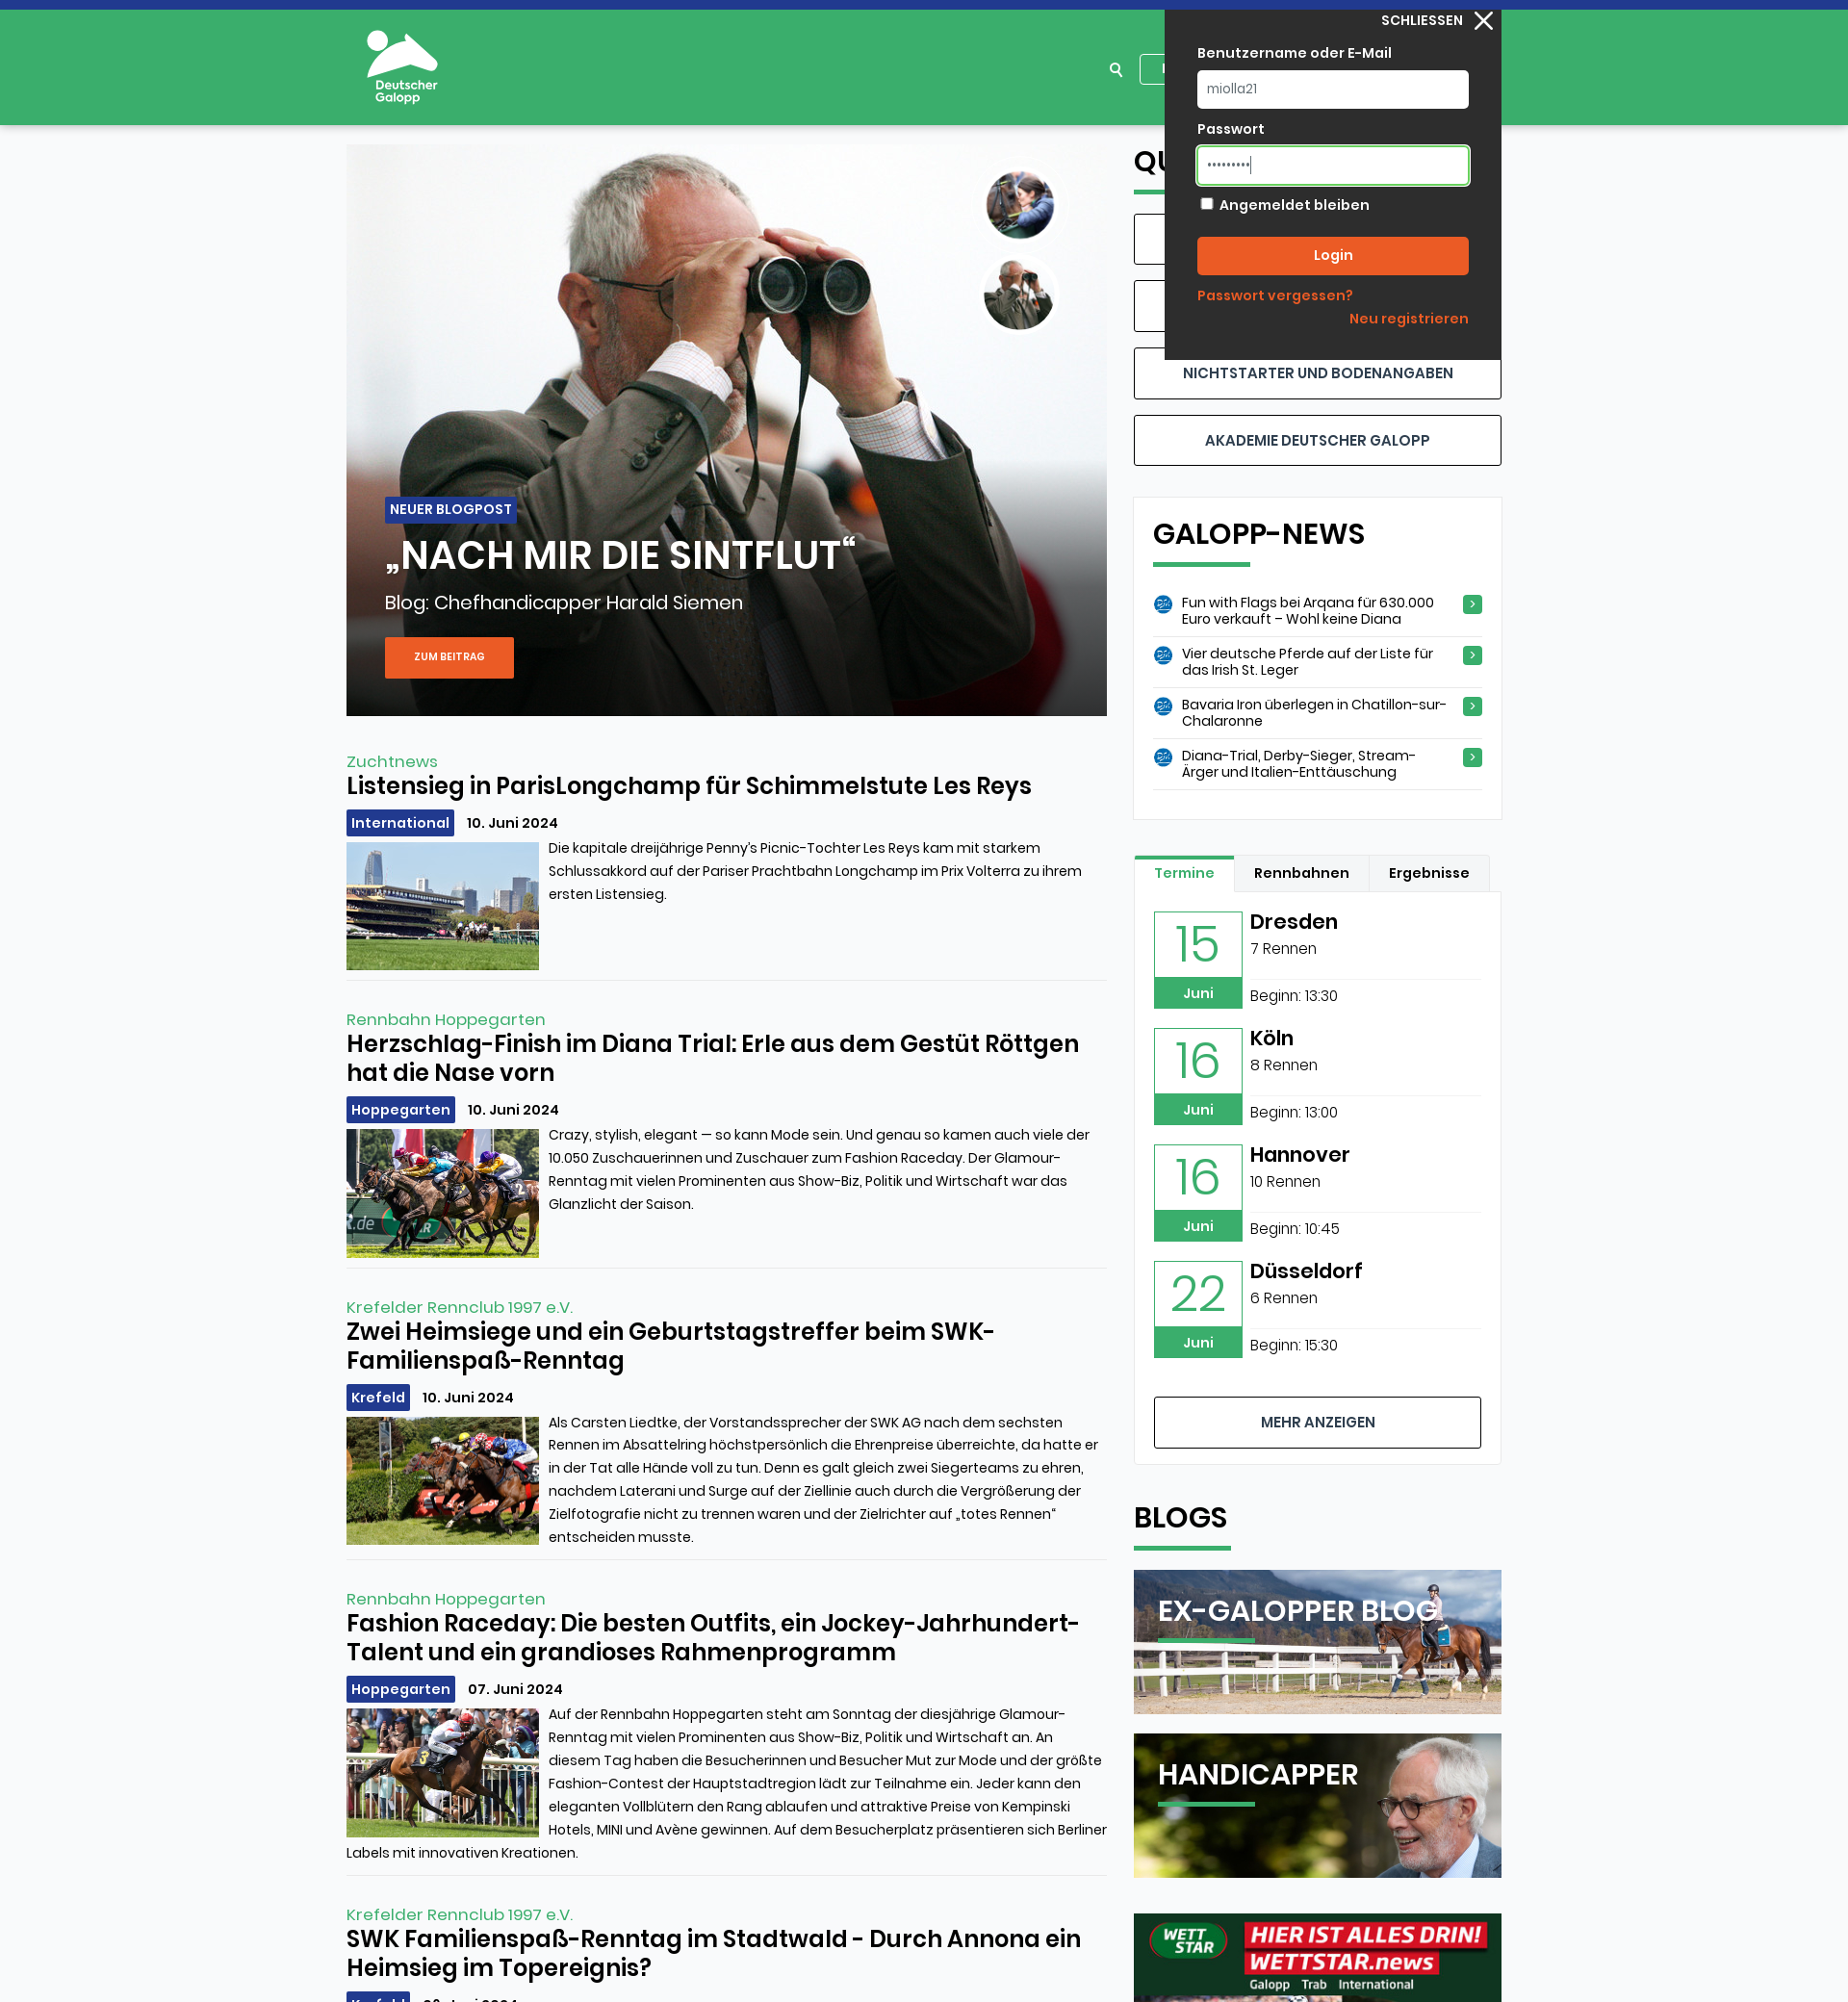 Deutscher
Galopp
SCHLIESSEN
Benutzername oder E-Mail
miolla21
Passwort
•••••••••
Angemeldet bleiben
Login
Passwort vergessen?
Neu registrieren
NEUER BLOGPOST
„NACH MIR DIE SINTFLUT“
Blog: Chefhandicapper Harald Siemen
ZUM BEITRAG
Zuchtnews
Listensieg in ParisLongchamp für Schimmelstute Les Reys
International 10. Juni 2024
Die kapitale dreijährige Penny's Picnic-Tochter Les Reys kam mit starkem
Schlussakkord auf der Pariser Prachtbahn Longchamp im Prix Volterra zu ihrem
ersten Listensieg.
Rennbahn Hoppegarten
Herzschlag-Finish im Diana Trial: Erle aus dem Gestüt Röttgen
hat die Nase vorn
Hoppegarten 10. Juni 2024
Crazy, stylish, elegant — so kann Mode sein. Und genau so kamen auch viele der
10.050 Zuschauerinnen und Zuschauer zum Fashion Raceday. Der Glamour-
Renntag mit vielen Prominenten aus Show-Biz, Politik und Wirtschaft war das
Glanzlicht der Saison.
Krefelder Rennclub 1997 e.V.
Zwei Heimsiege und ein Geburtstagstreffer beim SWK-
Familienspaß-Renntag
Krefeld 10. Juni 2024
Als Carsten Liedtke, der Vorstandssprecher der SWK AG nach dem sechsten
Rennen im Absattelring höchstpersönlich die Ehrenpreise überreichte, da hatte er
in der Tat alle Hände voll zu tun. Denn es galt gleich zwei Siegerteams zu ehren,
nachdem Laterani und Surge auf der Ziellinie auch durch die Vergrößerung der
Zielfotografie nicht zu trennen waren und der Zielrichter auf „totes Rennen“
entscheiden musste.
Rennbahn Hoppegarten
Fashion Raceday: Die besten Outfits, ein Jockey-Jahrhundert-
Talent und ein grandioses Rahmenprogramm
Hoppegarten 07. Juni 2024
Auf der Rennbahn Hoppegarten steht am Sonntag der diesjährige Glamour-
Renntag mit vielen Prominenten aus Show-Biz, Politik und Wirtschaft an. An
diesem Tag haben die Besucherinnen und Besucher Mut zur Mode und der größte
Fashion-Contest der Hauptstadtregion lädt zur Teilnahme ein. Jeder kann den
eleganten Vollblütern den Rang ablaufen und attraktive Preise von Kempinski
Hotels, MINI und Avène gewinnen. Auf dem Besucherplatz präsentieren sich Berliner
Labels mit innovativen Kreationen.
Krefelder Rennclub 1997 e.V.
SWK Familienspaß-Renntag im Stadtwald - Durch Annona ein
Heimsieg im Topereignis?
NICHTSTARTER UND BODENANGABEN
AKADEMIE DEUTSCHER GALOPP
GALOPP-NEWS
Fun with Flags bei Arqana für 630.000
Euro verkauft – Wohl keine Diana
Vier deutsche Pferde auf der Liste für
das Irish St. Leger
Bavaria Iron überlegen in Chatillon-sur-
Chalaronne
Diana-Trial, Derby-Sieger, Stream-
Ärger und Italien-Enttäuschung
Termine Rennbahnen Ergebnisse
15 Juni
Dresden
7 Rennen
Beginn: 13:30
16 Juni
Köln
8 Rennen
Beginn: 13:00
16 Juni
Hannover
10 Rennen
Beginn: 10:45
22 Juni
Düsseldorf
6 Rennen
Beginn: 15:30
MEHR ANZEIGEN
BLOGS
EX-GALOPPER BLOG
HANDICAPPER
WETT
STAR
HIER IST ALLES DRIN!
WETTSTAR.news
Galopp Trab International